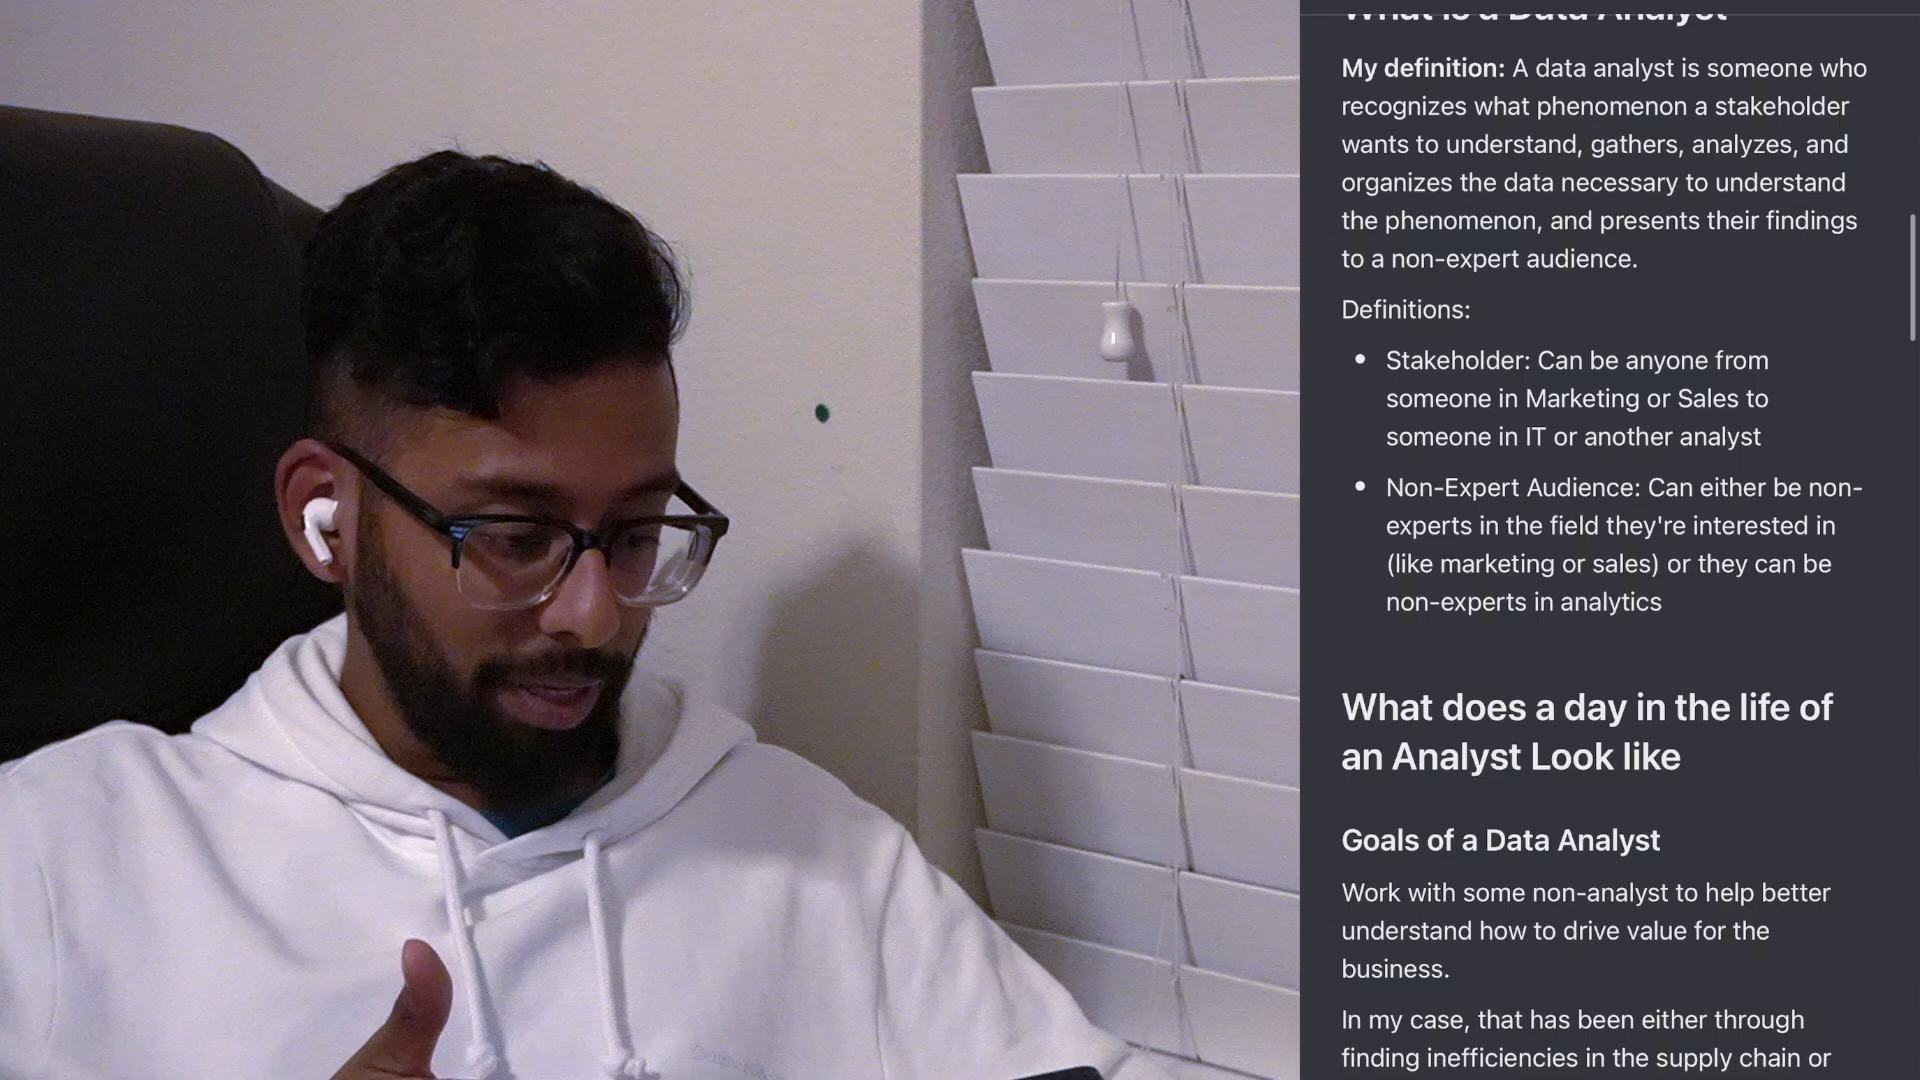 What is a Data Analyst
My definition: A data analyst is someone who
recognizes what phenomenon a stakeholder
wants to understand, gathers, analyzes, and
organizes the data necessary to understand
the phenomenon, and presents their findings
to a non-expert audience.
Definitions:
• Stakeholder: Can be anyone from
someone in Marketing or Sales to
someone in IT or another analyst
• Non-Expert Audience: Can either be non-
experts in the field they're interested in
(like marketing or sales) or they can be
non-experts in analytics
What does a day in the life of
an Analyst Look like
Goals of a Data Analyst
Work with some non-analyst to help better
understand how to drive value for the
business.
In my case, that has been either through
finding inefficiencies in the supply chain or